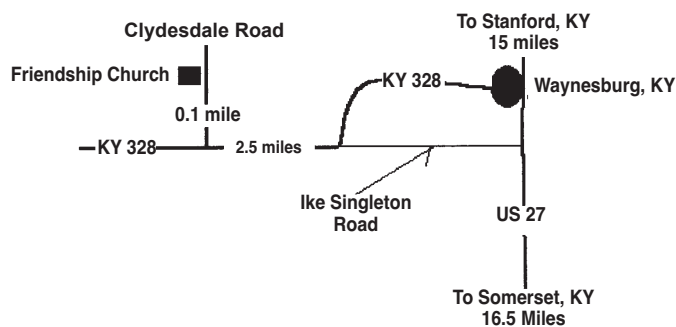 Clydesdale Road
To Stanford, KY
15 miles
Friendship Church
KY 328
Waynesburg, KY
0.1 mile
KY 328
2.5 miles
Ike Singleton
Road
US 27
To Somerset, KY
16.5 Miles